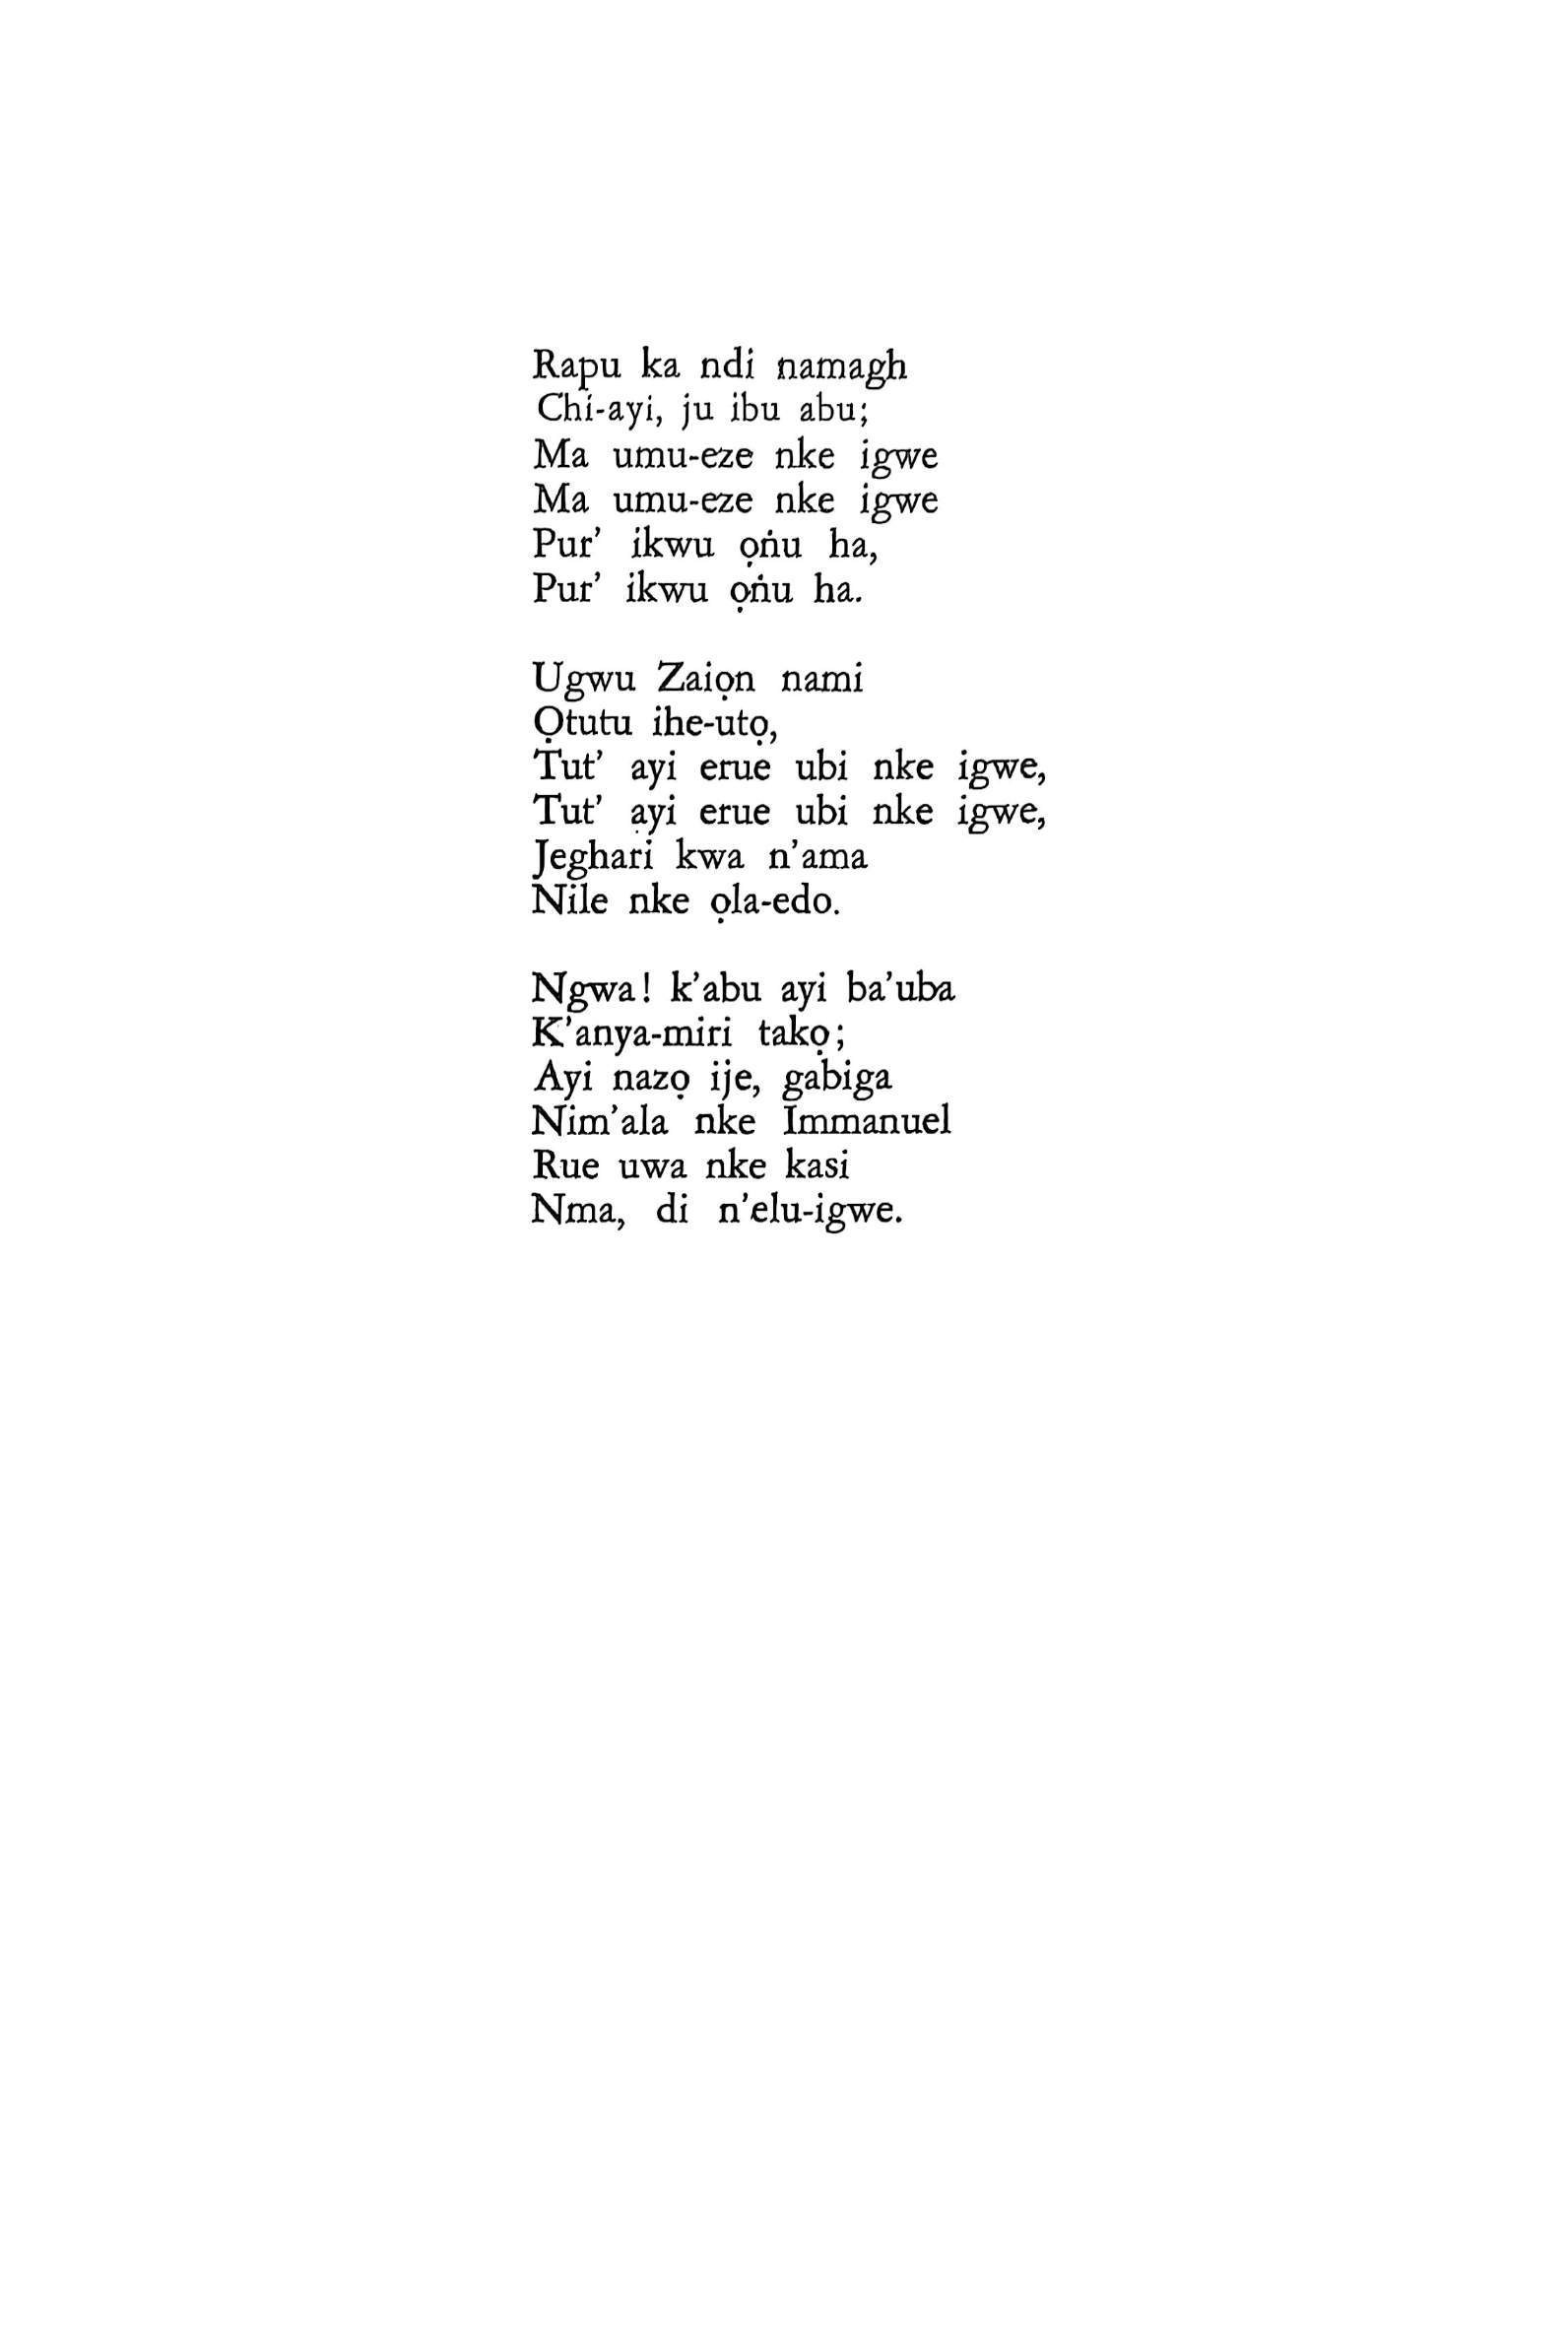 Rapu ka ndi namagh
Chi-ayi, ju ibu abu;
Ma umu-eze nke igwe
Ma umu-eze nke igwe
Pur’ ikwu ọṅu ha,
Pur’ ikwu ọṅu ha.

Ugwu Zaiọn nami
Ọtutu ihe-utọ,
Tut’ ayi erue ubi nke igwe,
Tut’ ayi erue ubi nke igwe,
Jeghari kwa n’ama
Nile nke ọla-edo.

Ngwa! k’abu ayi ba’uba
K’anya-miri takọ;
Ayi nazọ ije, gabiga
Nim’ala nke Immanuel
Rue uwa nke kasi
Nma, di n’elu-igwe.